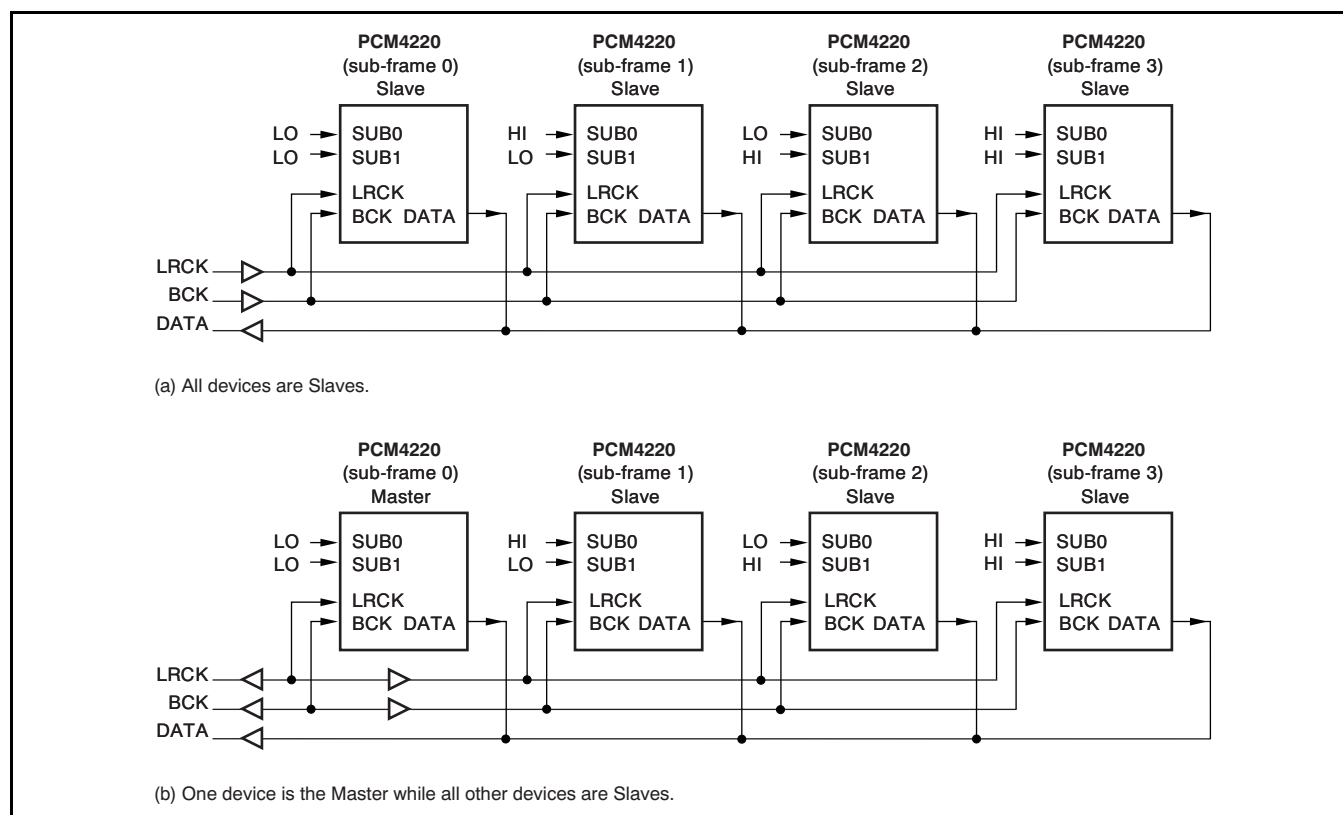 PCM4220
(sub-frame 0)
Slave
PCM4220
(sub-frame 1)
Slave
PCM4220
(sub-frame 2)
Slave
PCM4220
(sub-frame 3)
Slave
LO
SUB0
LO
SUB1
LRCK
BCK DATA
HI
SUB0
LO
SUB1
LRCK
BCK DATA
LO
SUB0
HI
SUB1
LRCK
BCK DATA
HI
SUB0
HI
SUB1
LRCK
BCK DATA
LRCK
BCK
DATA
(a) All devices are Slaves.
PCM4220
(sub-frame 0)
Master
PCM4220
(sub-frame 1)
Slave
PCM4220
(sub-frame 2)
Slave
PCM4220
(sub-frame 3)
Slave
LO
SUB0
LO
SUB1
LRCK
BCK DATA
HI
SUB0
LO
SUB1
LRCK
BCK DATA
LO
SUB0
HI
SUB1
LRCK
BCK DATA
HI
SUB0
HI
SUB1
LRCK
BCK DATA
LRCK
BCK
DATA
(b) One device is the Master while all other devices are Slaves.